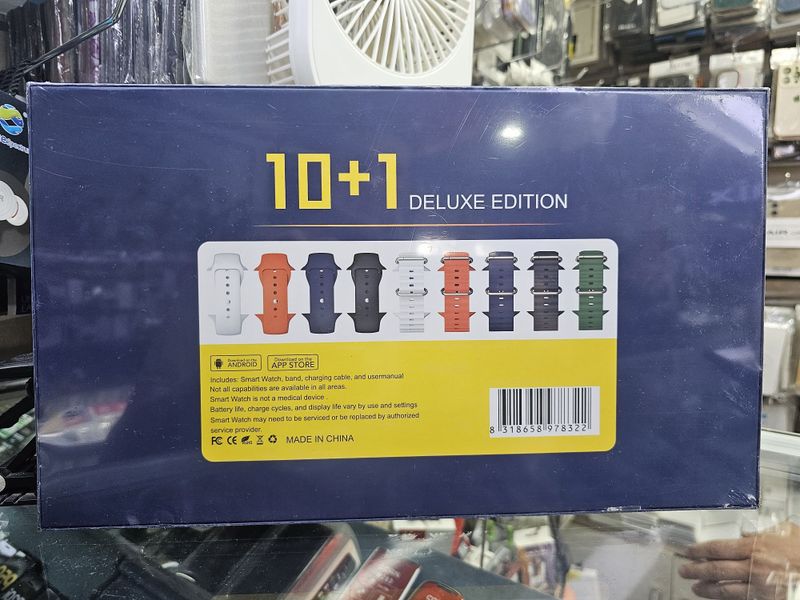 10+1 DELUXE EDITION
Download on the
ANDROID
Download on the
APP STORE
Includes: Smart Watch, band, charging cable, and usermanual
Not all capabilities are available in all areas.
Smart Watch is not a medical device .
Battery life, charge cycles, and display life vary by use and settings
Smart Watch may need to be serviced or be replaced by authorized
service provider.
FC CE MADE IN CHINA
8 318658 978322